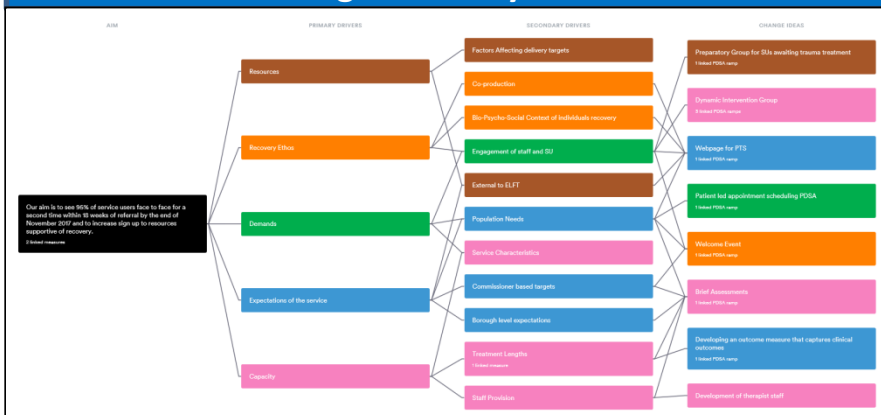 AIM
PRIMARY DRIVERS
SECONDARY DRIVERS
CHANGE IDEAS
Our aim is to see 95% of service users face to face for a
second time within 18 weeks of referral by the end of
November 2017 and to increase sign up to resources
supportive of recovery.
2 linked measures
Resources
Recovery Ethos
Demands
Expectations of the service
Capacity
Factors Affecting delivery targets
Co-production
Bio-Psycho-Social Context of individuals recovery
Engagement of staff and SU
External to ELFT
Population Needs
Service Characteristics
Commissioner based targets
Borough level expectations
Treatment Lengths
1 linked measure
Staff Provision
Preparatory Group for SUs awaiting trauma treatment
1 linked PDSA ramp
Dynamic Intervention Group
linked PDSA ramps
Webpage for PTS
1 linked PDSA ramp
Patient led appointment scheduling PDSA
1 linked PDSA ramp
Welcome Event
1 linked PDSA ramp
Brief Assessments
1 linked PDSA ramp
Developing an outcome measure that captures clinical
outcomes
1 linked PDSA ramp
Development of therapist staff